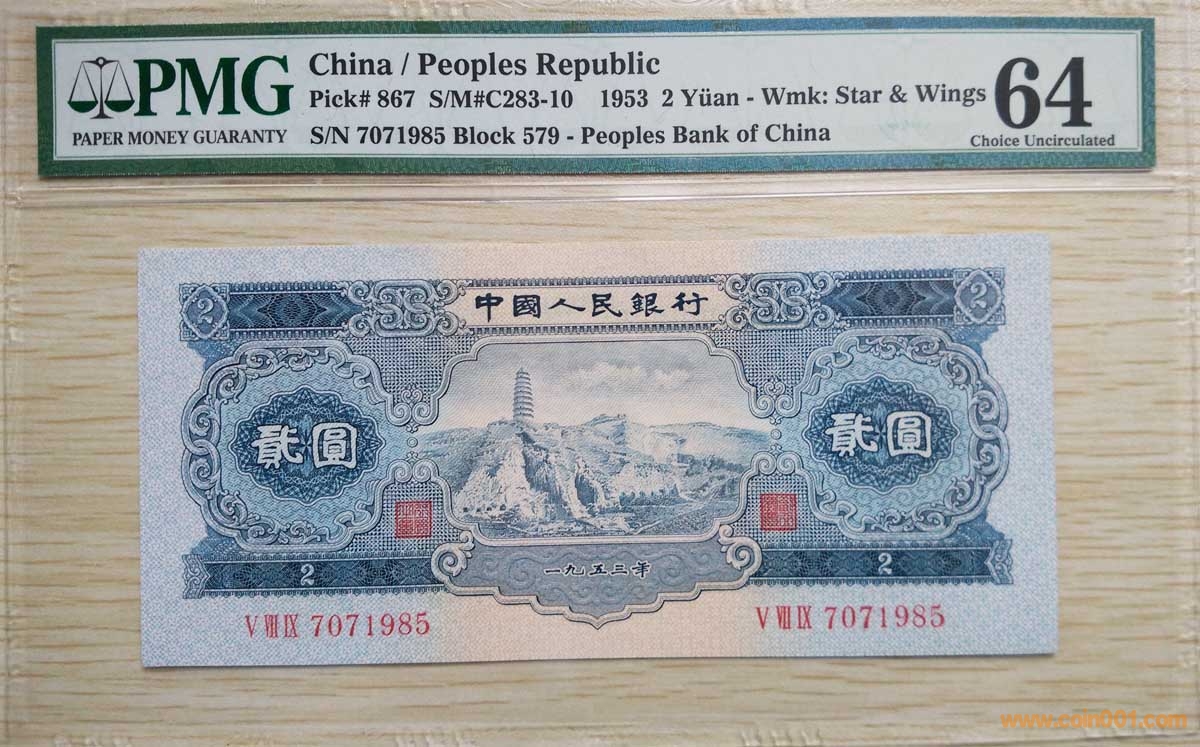 PMG
PAPER MONEY GUARANTY
China / Peoples Republic
Pick# 867 S/M#C283-10 1953 2 Yüan - Wmk: Star & Wings
S/N 7071985 Block 579 - Peoples Bank of China
64
Choice Uncirculated
2
中國人民銀行
2
貳圓
貳圓
2
一九五三年
2
V VII IX 7071985
V VII IX 7071985
www.coin001.com